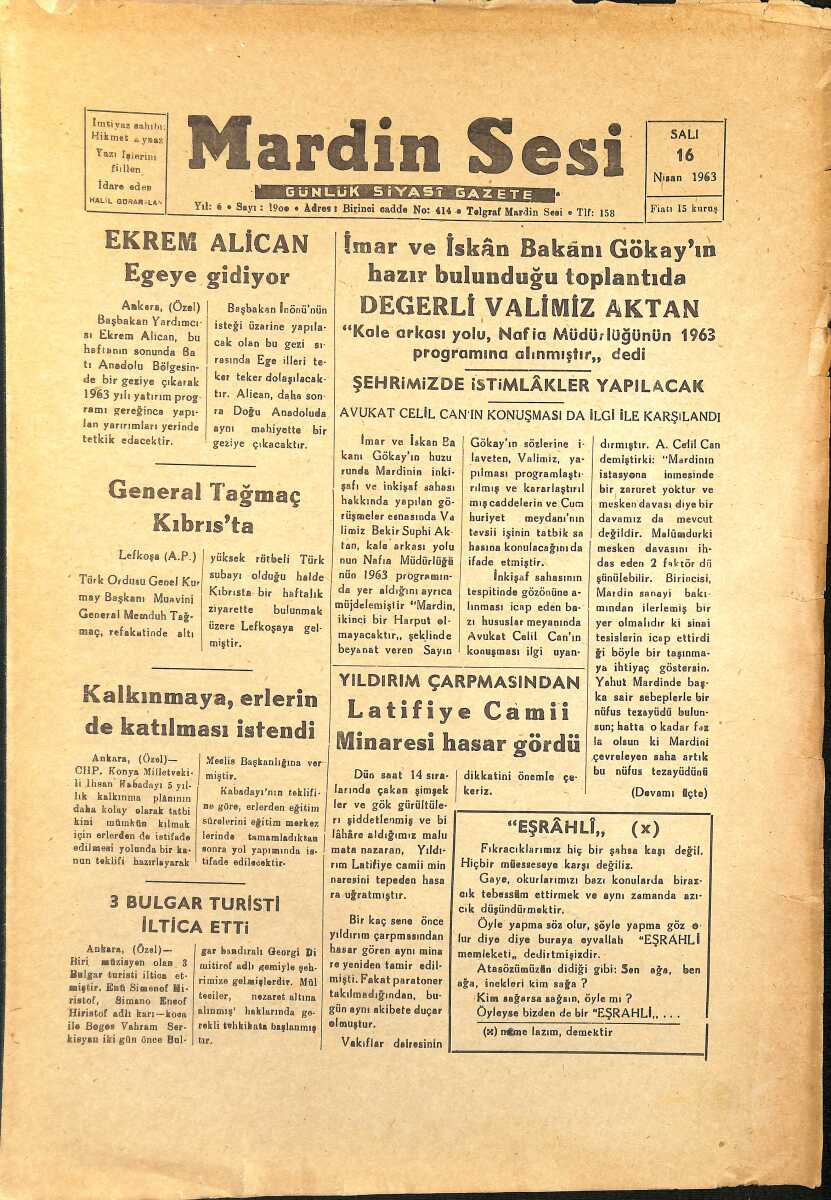 İmtiyaz sahibi:
Hikmet Aynaz
Yazı İşlerini
fiilen
İdare eden
HALİL
Mardin Sesi
GÜNLÜK SİYASİ GAZETE
Yıl: 6 • Sayı : 19oo • Adres : Birinci cadde No: 414 • Telgraf Mardin Sesi • Tlf: 158
SALI
16
Nisan 1963
Fiatı 15 kuruş
EKREM ALİCAN
Egeye gidiyor
Ankara, (Özel)
Başbakan Yardımcı-
sı Ekrem Alican, bu
haftanın sonunda Ba
tı Anadolu Bölgesin-
de bir geziye çıkarak
1963 yılı yatırım prog-
ramı gereğince yapı-
lan yarırımları yerinde
tetkik edecektir.
Başbakan İnönü'nün
isteği üzerine yapıla-
cak olan bu gezi sı-
rasında Ege illeri te-
ker teker dolaşılacak-
tır. Alican, daha son-
ra Doğu Anadoluda
aynı mahiyette bir
geziye çıkacaktır.
General Tağmaç
Kıbrıs'ta
Lefkoşa (A.P.)
Türk Ordusu Genel Kur
may Başkanı Muavini
General Memduh Tağ-
maç, refakatinde altı
yüksek rütbeli Türk
subayı olduğu halde
Kıbrısta bir haftalık
ziyarette bulunmak
üzere Lefkoşaya gel-
miştir.
Kalkınmaya, erlerin
de katılması istendi
Ankara, (Özel)—
CHP. Konya Milletveki-
li İhsan Kabadayı 5 yıl-
lık kalkınma plânının
daha kolay olarak tatbi
kini mümkün kılmak
için erlerden de istifade
edilmesi yolunda bir ka-
nun teklifi hazırlayarak
Meclis Başkanlığına ver
miştir.
Kabadayı'nın teklifi-
ne göre, erlerden eğitim
sürelerini eğitim merkez
lerinde tamamladıktan
sonra yol yapımında is-
tifade edilecektir.
3 BULGAR TURİSTİ
İLTİCA ETTİ
Ankara, (Özel)—
Biri müzisyen olan 3
Bulgar turisti iltica et-
miştir. Enü Simenof Hi-
ristof, Simano Eneof
Hiristof adlı karı—koca
ile Beges Vahram Ser-
kisyan iki gün önce Bul-
gar bandıralı Georgi Di
mitirof adlı gemiyle şeh-
rimize gelmişlerdir. Mül
teciler, nezaret altına
alınmış' haklarında ge-
rekli tehkikata başlanmış
tır.
İmar ve İskân Bakanı Gökay'ın
hazır bulunduğu toplantıda
DEGERLİ VALİMİZ AKTAN
"Kale arkası yolu, Nafia Müdürlüğünün 1963
programına alınmıştır,, dedi
ŞEHRİMİZDE İSTİMLÂKLER YAPILACAK
AVUKAT CELİL CAN'IN KONUŞMASI DA İLGİ İLE KARŞILANDI
İmar ve İskan Ba
kanı Gökay'ın huzu
runda Mardinin inki-
şafı ve inkişaf sahası
hakkında yapılan gö-
rüşmeler esnasında Va
limiz Bekir Suphi Ak-
tan, kale arkası yolu
nun Nafıa Müdürlüğü
nün 1963 programın-
da yer aldığını ayrıca
müjdelemiştir "Mardin,
ikinci bir Harput ol-
mayacaktır,, şeklinde
beyanat veren Sayın
Gökay'ın sözlerine i-
laveten, Valimiz, ya-
pılması programlaştı-
rılmış ve kararlaştırıl
mış caddelerin ve Cum
huriyet meydanı'nın
tevsii işinin tatbik sa
hasına konulacağını da
ifade etmiştir.
İnkişaf sahasının
tespitinde gözönüne a-
lınması icap eden ba-
zı hususlar meyanında
Avukat Celil Can'ın
konuşması ilgi uyan-
dırmıştır. A. Celil Can
demiştirki: "Mardinin
istasyona inmesinde
bir zaruret yoktur ve
mesken davası diye bir
davamız da mevcut
değildir. Malûmdurki
mesken davasını ih-
das eden 2 faktör dü
şünülebilir. Birincisi,
Mardin sanayi bakı-
mından ilerlemiş bir
yer olmalıdır ki sinai
tesislerin icap ettirdi
ği böyle bir taşınma-
ya ihtiyaç göstersin.
Yahut Mardinde baş-
ka sair sebeplerle bir
nüfus tezayüdü bulun-
sun; hatta o kadar faz
la olsun ki Mardini
çevreleyen saha artık
bu nüfus tezayüdünü
(Devamı üçte)
YILDIRIM ÇARPMASINDAN
Latifiye Camii
Minaresi hasar gördü
Dün saat 14 sıra-
larında çakan şimşek
ler ve gök gürültüle-
ri şiddetlenmiş ve bi
lâhare aldığımız malu
mata nazaran, Yıldı-
rım Latifiye camii min
naresini tepeden hasa
ra uğratmıştır.
Bir kaç sene önce
yıldırım çarpmasından
hasar gören aynı mina
re yeniden tamir edil-
mişti. Fakat paratoner
takılmadığından, bu-
gün aynı akibete duçar
olmuştur.
Vakıflar dairesinin
dikkatini önemle çe-
keriz.
"EŞRÂHLÎ,, (x)
Fıkracıklarımız hiç bir şahsa kaşı değil.
Hiçbir müesseseye karşı değiliz.
Gaye, okurlarımızı bazı konularda biraz-
cık tebessüm ettirmek ve aynı zamanda azı-
cık düşündürmektir.
Öyle yapma söz olur, şöyle yapma göz o-
lur diye diye buraya eyvallah "EŞRAHLİ
memleketi,, dedirtmişizdir.
Atasözümüzün didiği gibi: Sen ağa, ben
ağa, inekleri kim sağa ?
Kim sağarsa sağsın, öyle mi ?
Öyleyse bizden de bir "EŞRAHLİ,, . . . .
(x) neme lazım, demektir